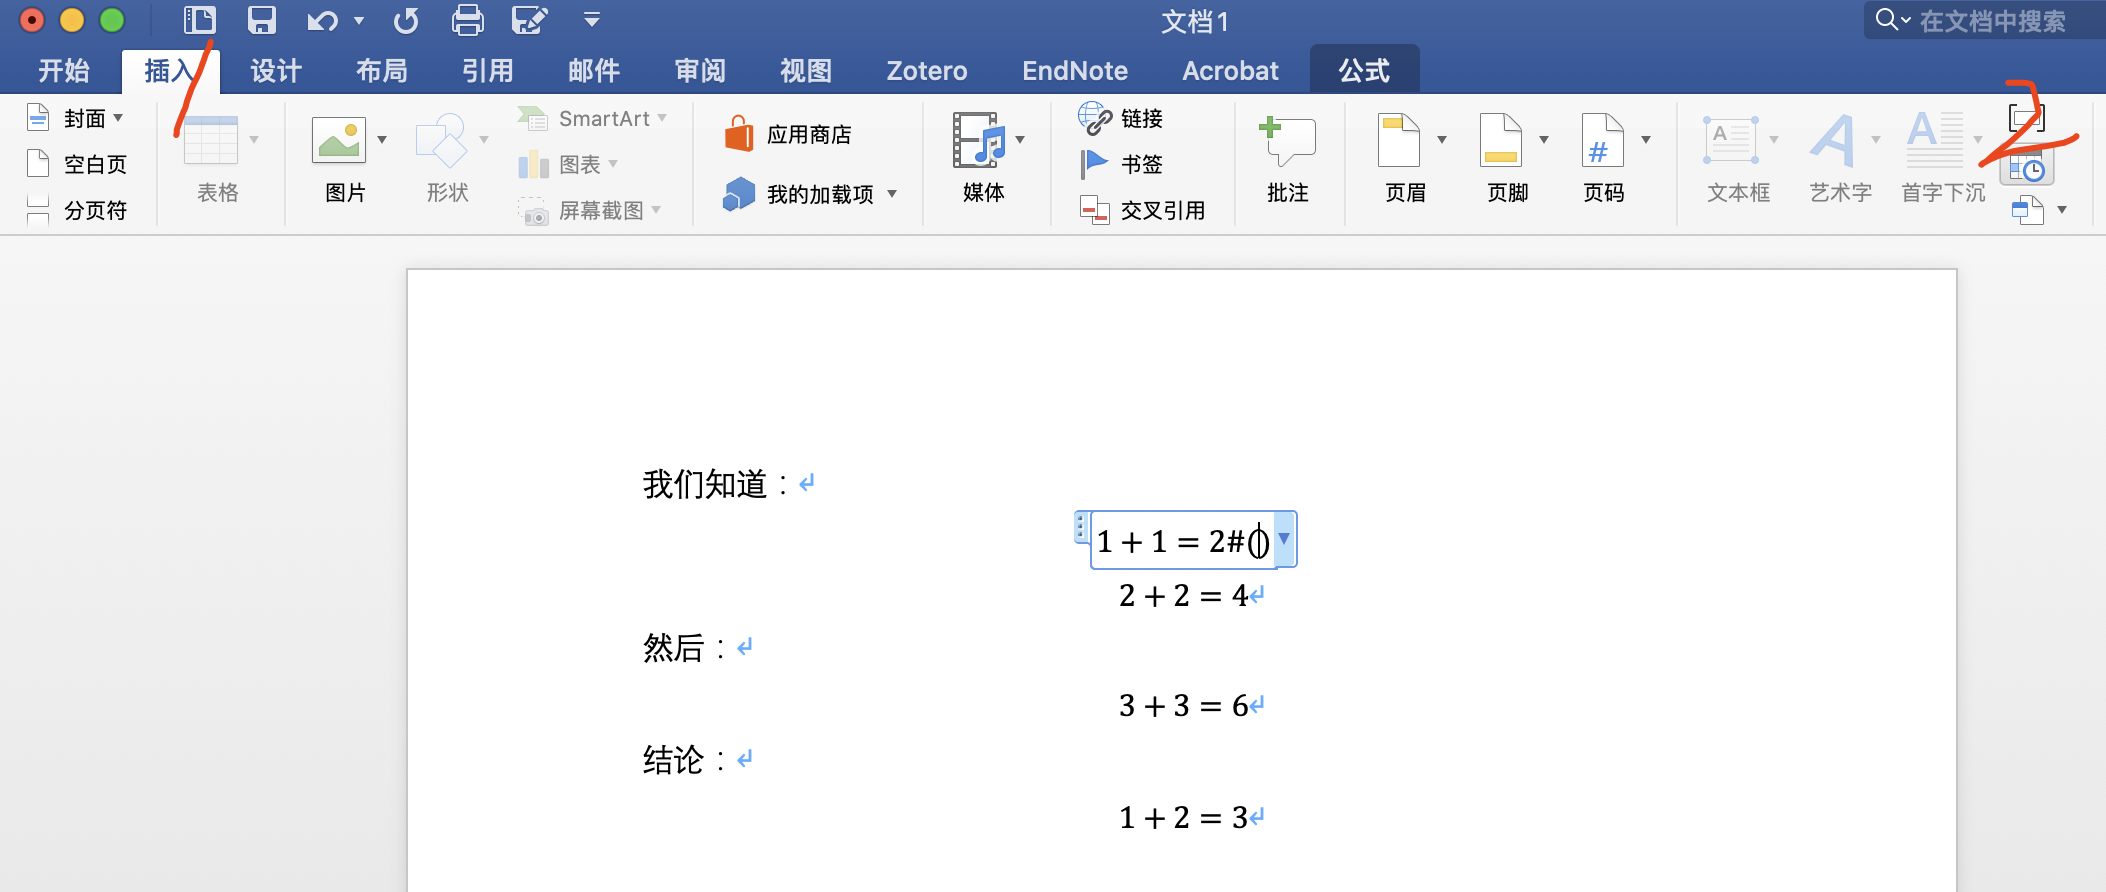 文档1
在文档中搜索
开始 插入 设计 布局 引用 邮件 审阅 视图 Zotero EndNote Acrobat 公式
封面
空白页
分页符
表格
图片
形状
SmartArt
图表
屏幕截图
应用商店
我的加载项
媒体
链接
书签
交叉引用
批注
页眉
页脚
#
页码
A
文本框
A
艺术字
A
首字下沉
1
2
我们知道：
1 + 1 = 2#()
2 + 2 = 4
然后：
3 + 3 = 6
结论：
1 + 2 = 3